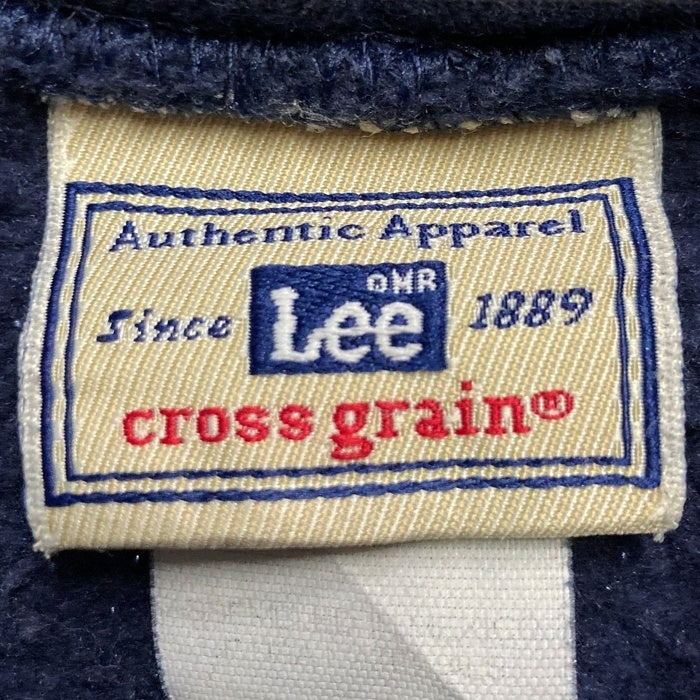 Authentic Apparel
Since Lee ®MR 1889
cross grain®